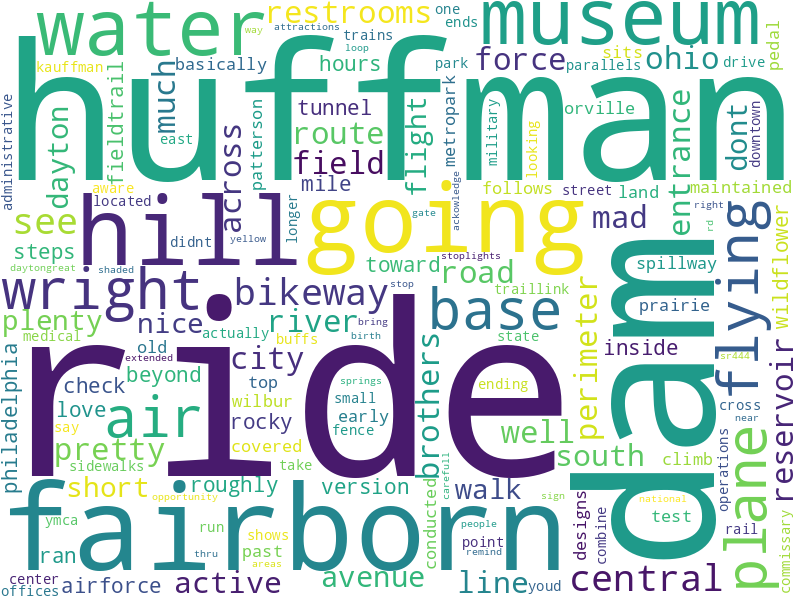 way
attractions
one
ends
museum
water
restrooms
trains
loop
pedal
kauffman
basically
hours
park
force
sits
ohio
parallels
drive
huffman
much
administrative
dayton
fieldtrail
east
patterson
tunnel
route
field
flight
metropark
military
looking
orville
entrance
dont
downtown
aware
located
across
mile
longer
follows
street
land
maintained
acknowledge
see
hill
didnt
yellow
gate
going
mad
right
rd
flying
wildflower
steps
daytongreat
shaded
toward
stoplights
road
spillway
prairie
wright
bikeway
stop
traillink
base
perimeter
reservoir
plenty
nice
river
bring
medical
actually
buffs
birth
state
inside
sr444
philadelphia
old
extended
city
brothers
ending
check
beyond
top
springs
small
dam
cross
near
love
air
wilbur
rocky
early
well
plane
say
covered
fence
pretty
ride
south
climb
operations
sidewalks
take
carefull
short
roughly
version
walk
designs
combine
national
commissary
opportunity
conducted
sign
test
fairborn
ymca
run
shows
past
people
point
rail
ran
thru
areas
remind
center
offices
airforce
active
avenue
line
youd
central